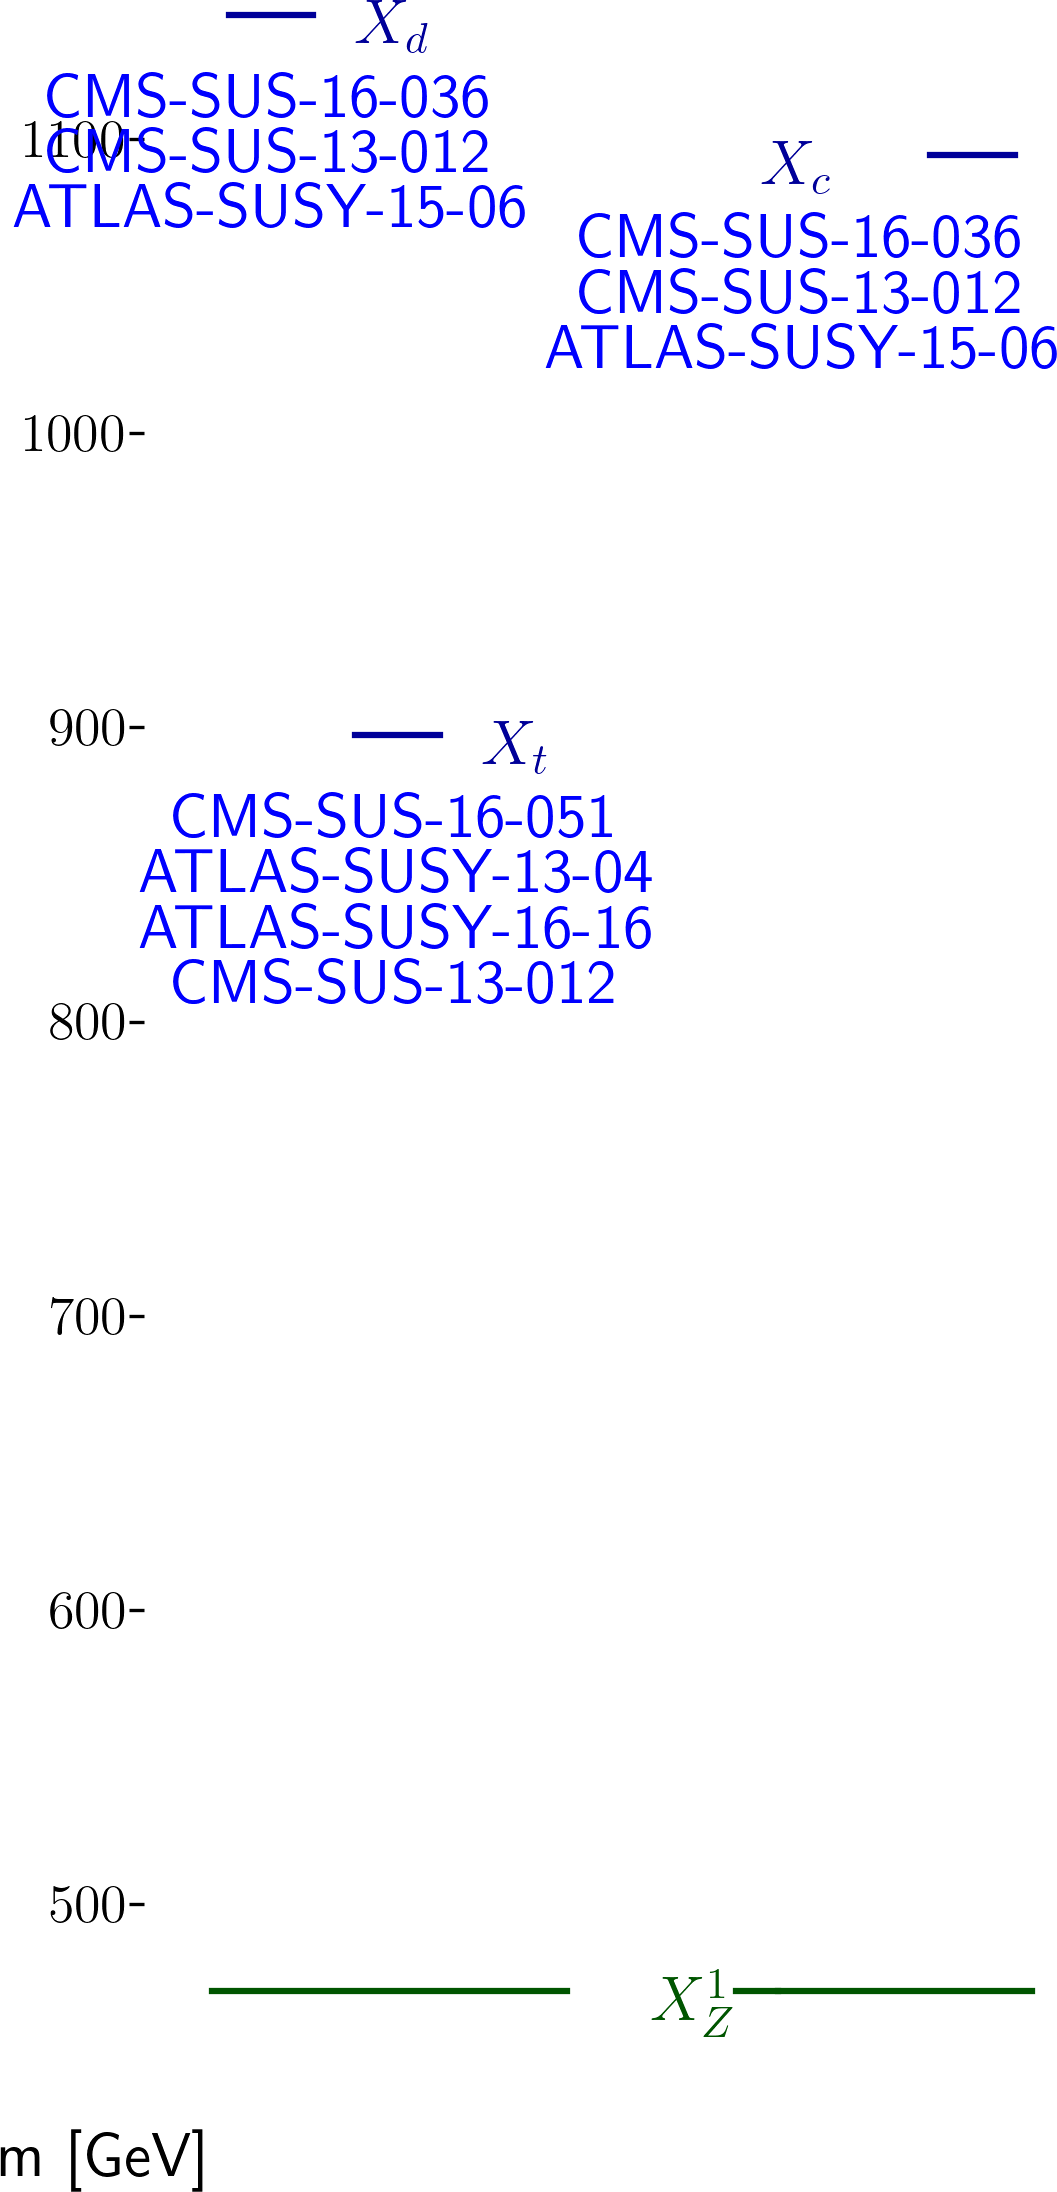 X_d
CMS-SUS-16-036
1100-
CMS-SUS-13-012
ATLAS-SUSY-15-06
X_c
CMS-SUS-16-036
CMS-SUS-13-012
ATLAS-SUSY-15-06
1000-
900-
X_t
CMS-SUS-16-051
ATLAS-SUSY-13-04
ATLAS-SUSY-16-16
CMS-SUS-13-012
800-
700-
600-
500-
X_Z^1
m [GeV]